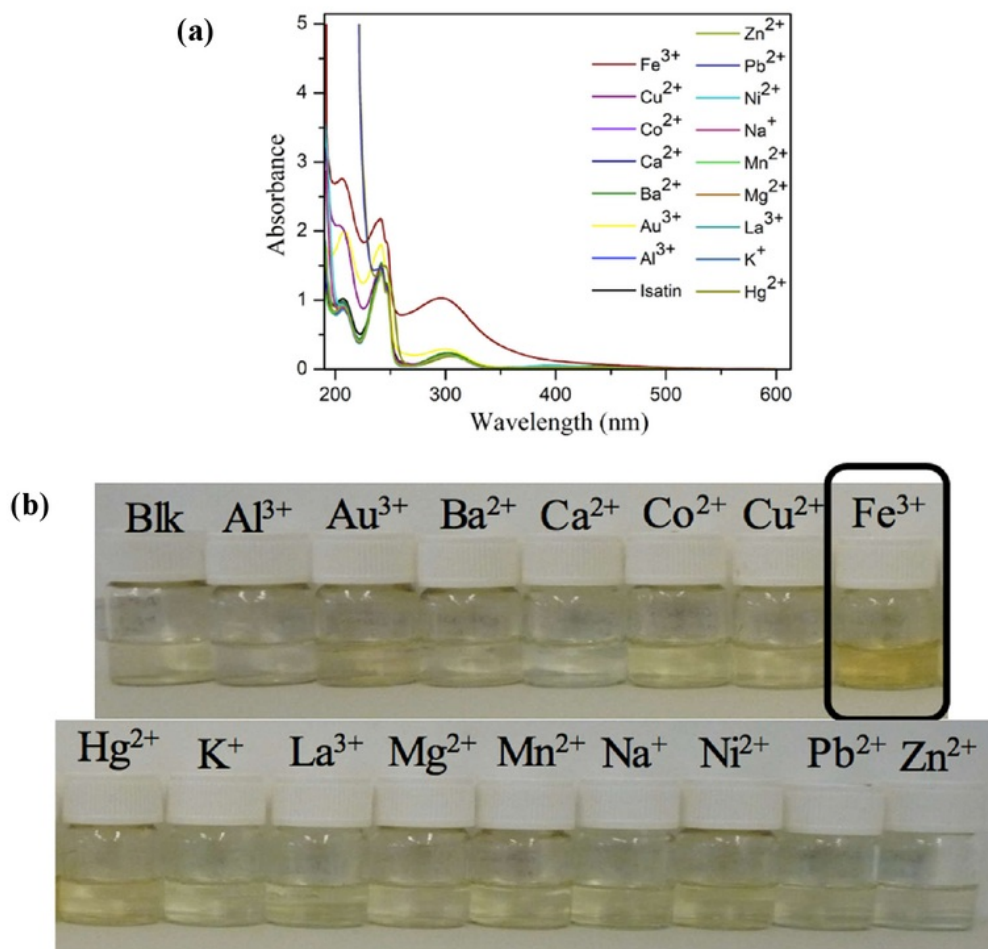 (a)
5
4
3
2
1
0
Absorbance
200 300 400 500 600
Wavelength (nm)
Fe³⁺
Cu²⁺
Co²⁺
Ca²⁺
Ba²⁺
Au³⁺
Al³⁺
Isatin
Zn²⁺
Pb²⁺
Ni²⁺
Na⁺
Mn²⁺
Mg²⁺
La³⁺
K⁺
Hg²⁺
(b)
Blk Al³⁺ Au³⁺ Ba²⁺ Ca²⁺ Co²⁺ Cu²⁺ Fe³⁺
Hg²⁺ K⁺ La³⁺ Mg²⁺ Mn²⁺ Na⁺ Ni²⁺ Pb²⁺ Zn²⁺